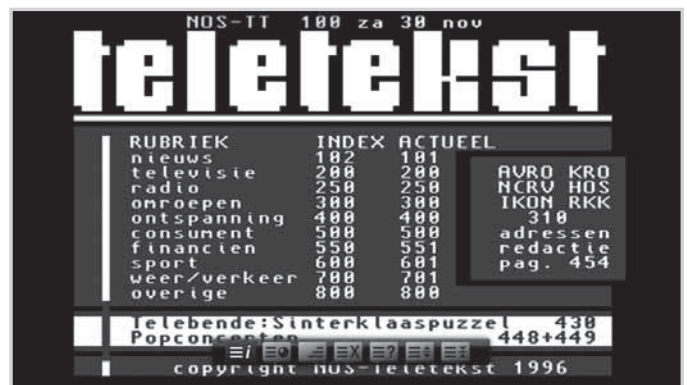 NOS-TT 100 za 30 nov
teletekst
RUBRIEK INDEX ACTUEEL
nieuws 102 101
televisie 200 200
radio 250 250
omroepen 300 300
ontspanning 400 400
consument 500 500
financien 550 551
sport 600 601
weer/verkeer 700 701
overige 800 800
AVRO KRO
NCRV HOS
IKON RKK
310
adressen
redactie
pag. 454
Telebende:Sinterklaaspuzzel 430
Popconcerten 448+449
copyright NOS-Teletekst 1996